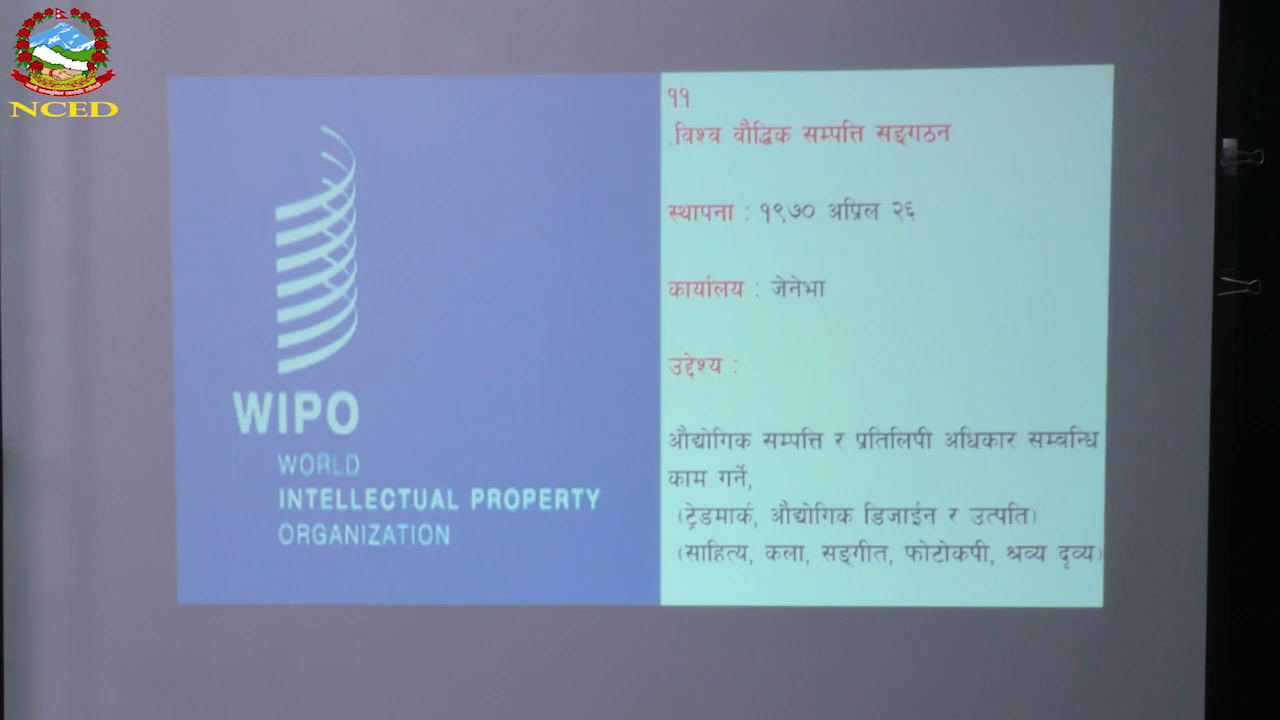 NCED
WIPO
WORLD
INTELLECTUAL PROPERTY
ORGANIZATION
११
.विश्व वौद्धिक सम्पत्ति सङ्गठन
स्थापना : १९७० अप्रिल २६
कार्यालय : जेनेभा
उद्देश्य :
औद्योगिक सम्पत्ति र प्रतिलिपी अधिकार सम्वन्धि
काम गर्ने,
(ट्रेडमार्क, औद्योगिक डिजाईन र उत्पति)
(साहित्य, कला, सङ्गीत, फोटोकपी, श्रव्य दृव्य)